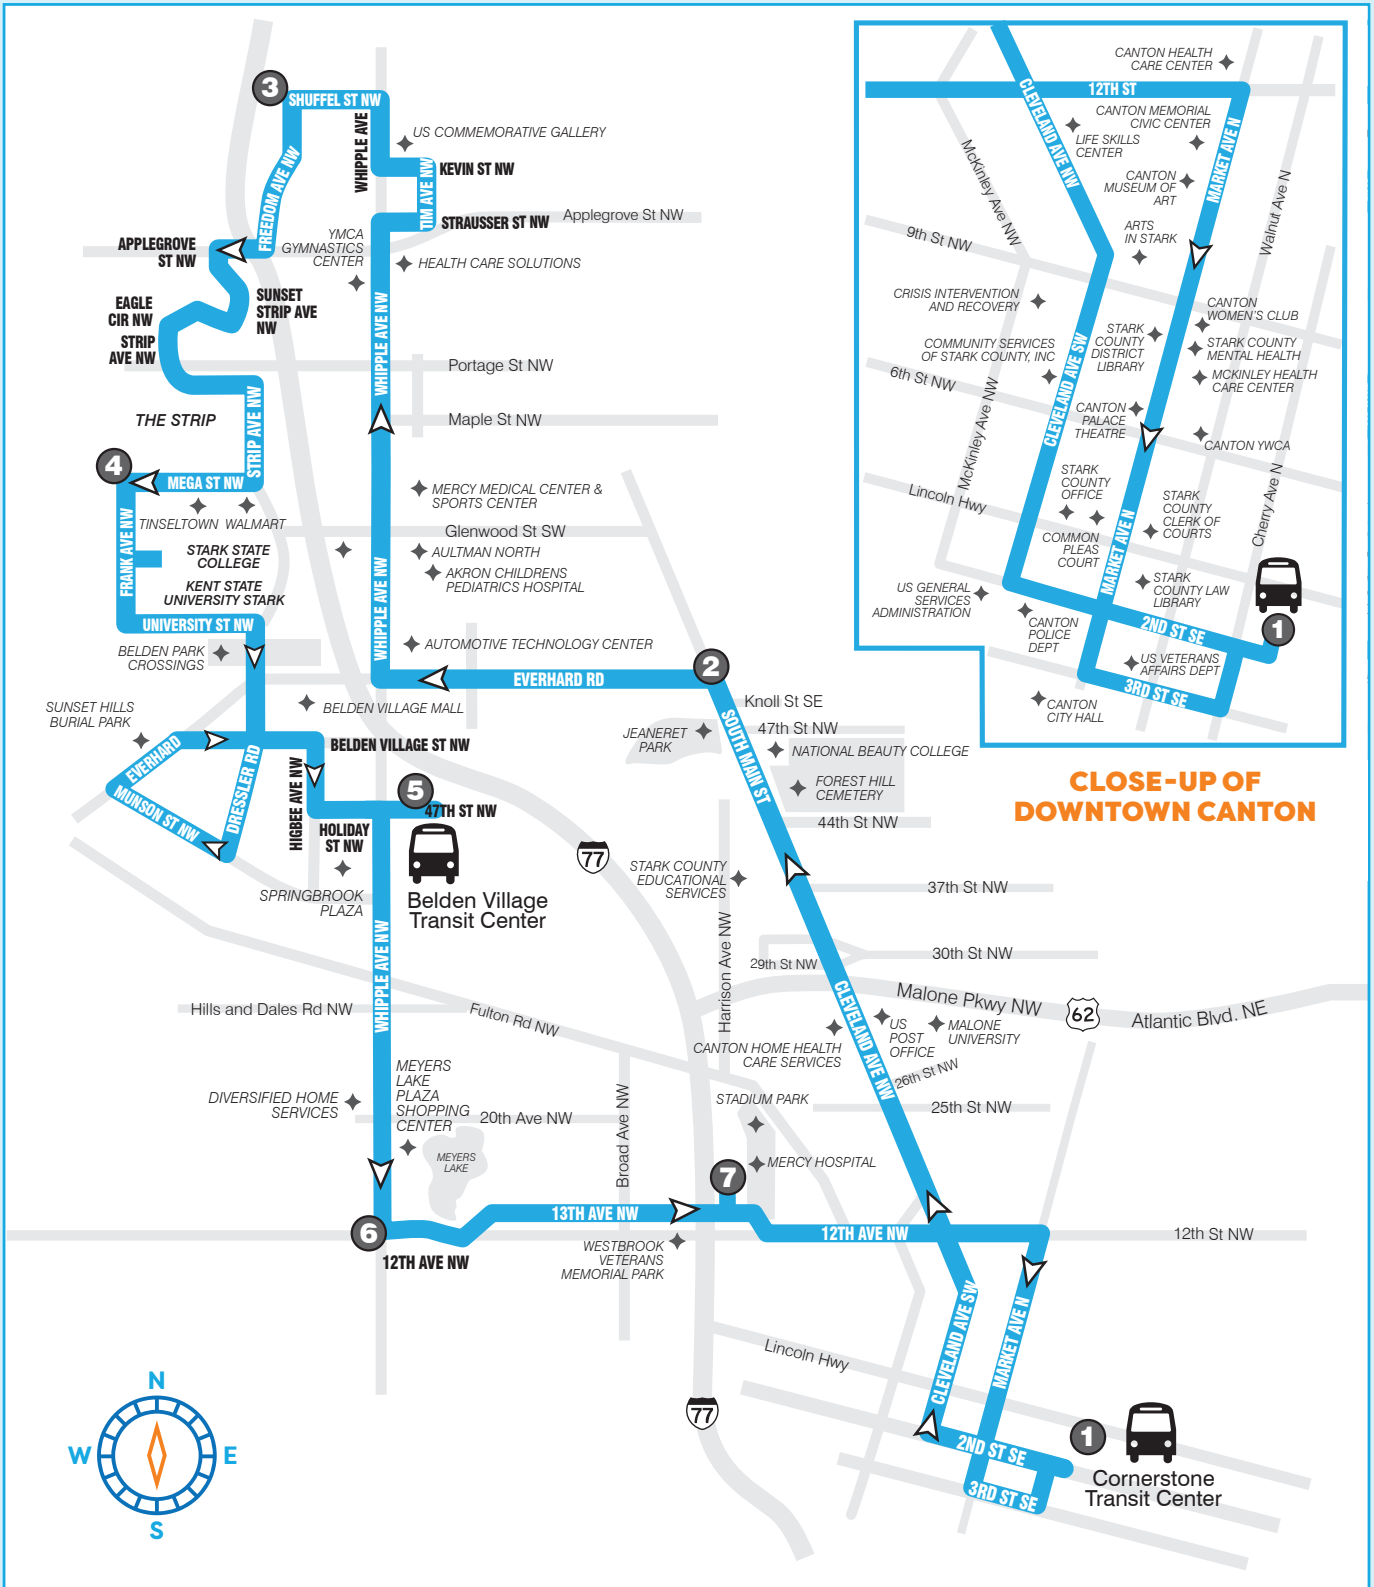 3
SHUFFEL ST NW
WHIPPLE AVE
US COMMEMORATIVE GALLERY
KEVIN ST NW
TIM AVE NW
FREEDOM AVE NW
STRAUSSER ST NW
Applegrove St NW
YMCA
GYMNASTICS
CENTER
APPLEGROVE
ST NW
HEALTH CARE SOLUTIONS
EAGLE
CIR NW
SUNSET
STRIP AVE
NW
STRIP
AVE NW
WHIPPLE AVE NW
Portage St NW
THE STRIP
STRIP AVE NW
Maple St NW
4
MEGA ST NW
MERCY MEDICAL CENTER &
SPORTS CENTER
TINSELTOWN
WALMART
Glenwood St SW
FRANK AVE NW
STARK STATE
COLLEGE
AULTMAN NORTH
KENT STATE
UNIVERSITY STARK
AKRON CHILDRENS
PEDIATRICS HOSPITAL
WHIPPLE AVE NW
UNIVERSITY ST NW
BELDEN PARK
CROSSINGS
AUTOMOTIVE TECHNOLOGY CENTER
2
EVERHARD RD
SUNSET HILLS
BURIAL PARK
BELDEN VILLAGE MALL
Knoll St SE
JEANERET
PARK
SOUTH MAIN ST
47th St NW
NATIONAL BEAUTY COLLEGE
EVERHARD
BELDEN VILLAGE ST NW
DRESSLER RD
MUNSON ST NW
HIGBEE AVE NW
5
47TH ST NW
FOREST HILL
CEMETERY
44th St NW
HOLIDAY
ST NW
77
STARK COUNTY
EDUCATIONAL
SERVICES
37th St NW
SPRINGBROOK
PLAZA
Belden Village
Transit Center
WHIPPLE AVE NW
Harrison Ave NW
30th St NW
29th St NW
Hills and Dales Rd NW
Fulton Rd NW
CLEVELAND AVE NW
Malone Pkwy NW
62
Atlantic Blvd. NE
CANTON HOME HEALTH
CARE SERVICES
US
POST
OFFICE
MALONE
UNIVERSITY
26th St NW
DIVERSIFIED HOME
SERVICES
MEYERS
LAKE
PLAZA
SHOPPING
CENTER
20th Ave NW
Broad Ave NW
STADIUM PARK
25th St NW
MEYERS
LAKE
7
MERCY HOSPITAL
6
13TH AVE NW
12TH AVE NW
12th St NW
12TH AVE NW
WESTBROOK
VETERANS
MEMORIAL PARK
CLEVELAND AVE SW
MARKET AVE N
Lincoln Hwy
77
2ND ST SE
1
3RD ST SE
Cornerstone
Transit Center
N
W
E
S
CANTON HEALTH
CARE CENTER
12TH ST
CLEVELAND AVE NW
CANTON MEMORIAL
CIVIC CENTER
LIFE SKILLS
CENTER
MARKET AVE N
McKinley Ave NW
CANTON
MUSEUM OF
ART
Walnut Ave N
9th St NW
ARTS
IN STARK
CRISIS INTERVENTION
AND RECOVERY
CANTON
WOMEN'S CLUB
COMMUNITY SERVICES
OF STARK COUNTY, INC
STARK
COUNTY
DISTRICT
LIBRARY
STARK COUNTY
MENTAL HEALTH
6th St NW
CLEVELAND AVE SW
MCKINLEY HEALTH
CARE CENTER
McKinley Ave NW
CANTON
PALACE
THEATRE
CANTON YWCA
Lincoln Hwy
STARK
COUNTY
OFFICE
STARK
COUNTY
CLERK OF
COURTS
Cherry Ave N
COMMON
PLEAS
COURT
MARKET AVE N
US GENERAL
SERVICES
ADMINISTRATION
STARK
COUNTY LAW
LIBRARY
CANTON
POLICE
DEPT
2ND ST SE
1
US VETERANS
AFFAIRS DEPT
3RD ST SE
CANTON
CITY HALL
CLOSE-UP OF
DOWNTOWN CANTON